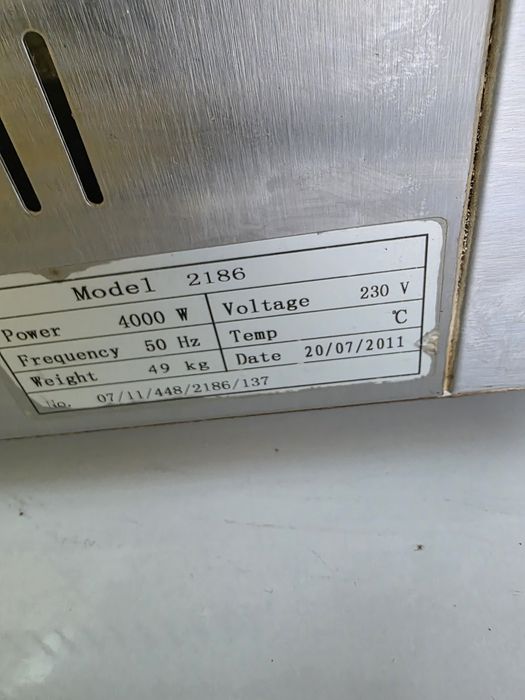 Model 2186
Power 4000 W Voltage 230 V
Frequency 50 Hz Temp ℃
Weight 49 kg Date 20/07/2011
No. 07/11/448/2186/137